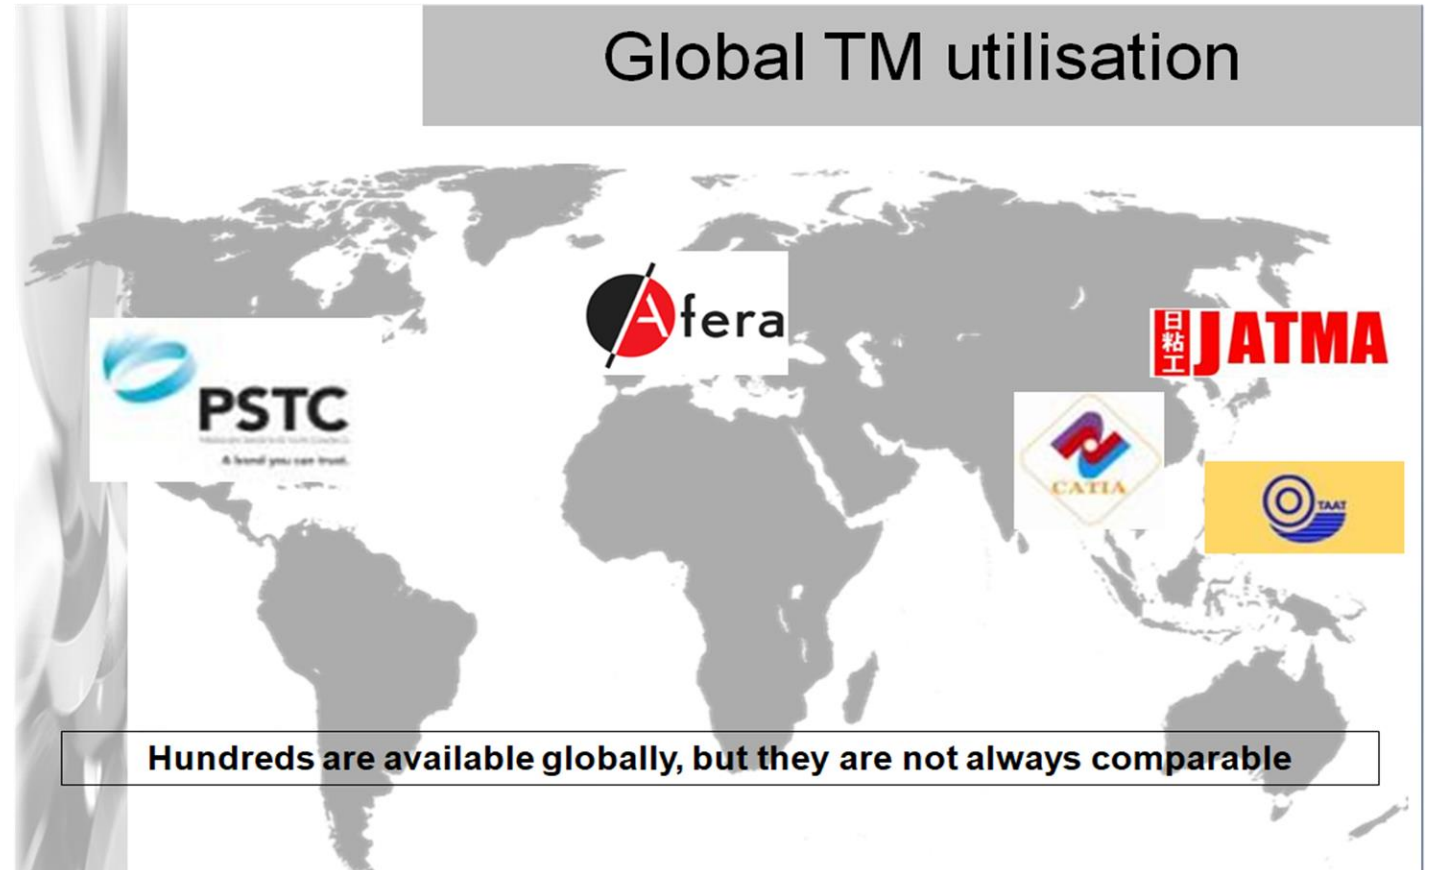 Global TM utilisation
Afera
日粘工
JATMA
PSTC
A bond you can trust.
CATIA
TAAT
Hundreds are available globally, but they are not always comparable